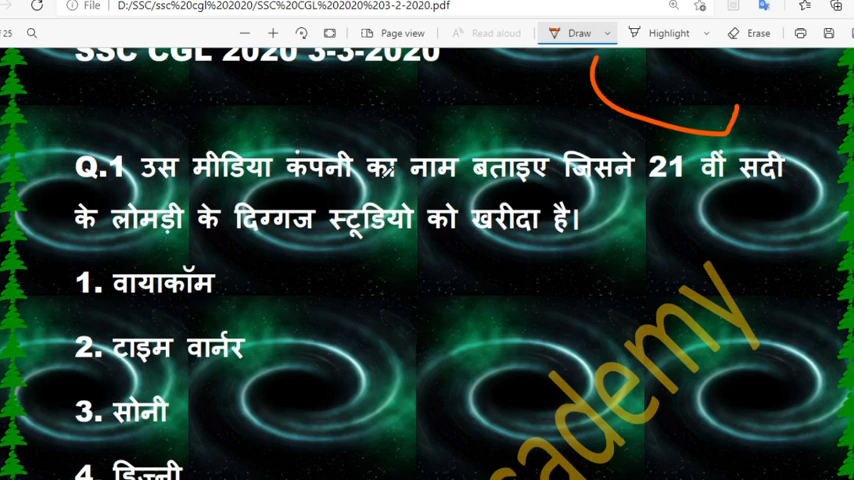 File
D:/SSC/ssc%20cgl%202020/SSC%20CGL%202020%203-2-2020.pdf
25
Page view
Read aloud
Draw
Highlight
Erase
SSC CGL 2020 3-3-2020
Q.1 उस मीडिया कंपनी का नाम बताइए जिसने 21 वीं सदी
के लोमड़ी के दिग्गज स्टूडियो को खरीदा है।
1. वायाकॉम
2. टाइम वार्नर
3. सोनी
4. डिज्नी